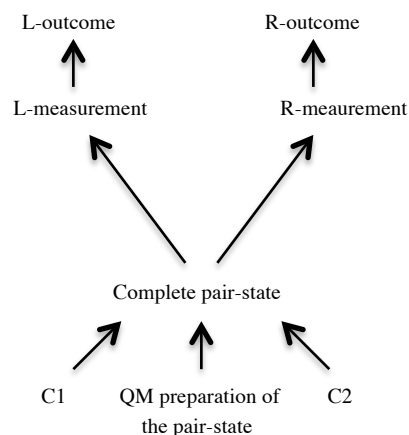 L-outcome R-outcome
L-measurement R-meaurement
Complete pair-state
C1 QM preparation of C2
the pair-state